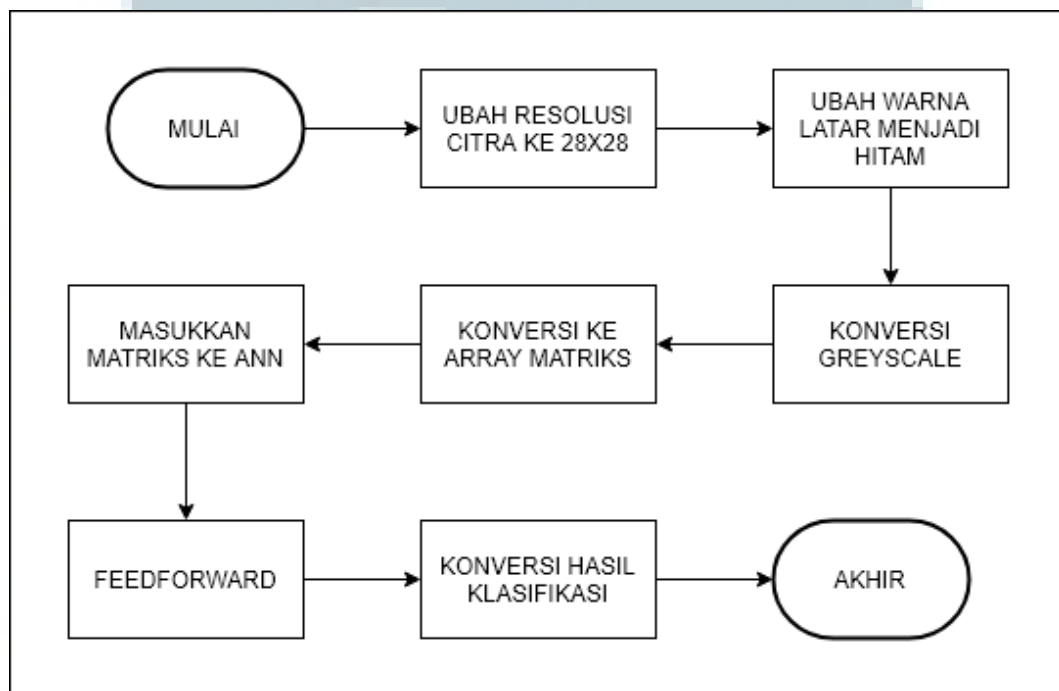 MULAI
UBAH RESOLUSI
CITRA KE 28X28
UBAH WARNA
LATAR MENJADI
HITAM
KONVERSI
GREYSCALE
KONVERSI KE
ARRAY MATRIKS
MASUKKAN
MATRIKS KE ANN
FEEDFORWARD
KONVERSI HASIL
KLASIFIKASI
AKHIR